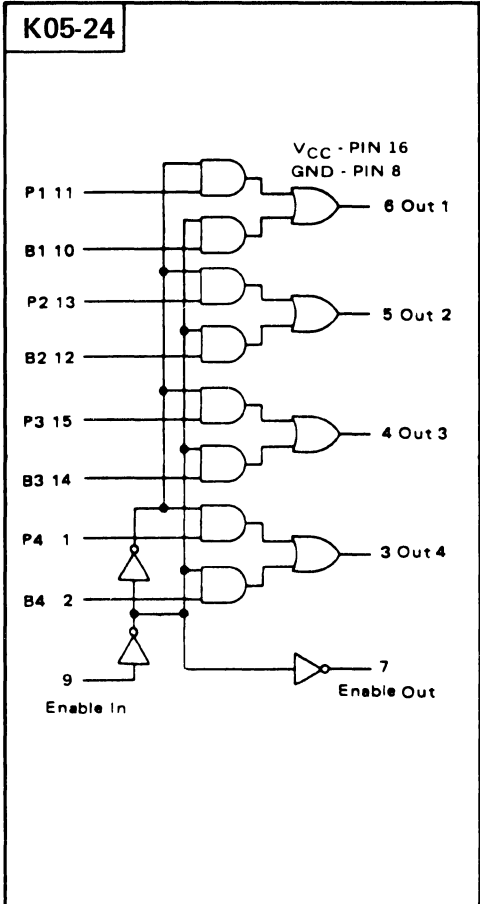 K05-24
VCC - PIN 16
GND - PIN 8
P1 11
6 Out 1
B1 10
P2 13
5 Out 2
B2 12
P3 15
4 Out 3
B3 14
P4 1
3 Out 4
B4 2
9
7
Enable In
Enable Out